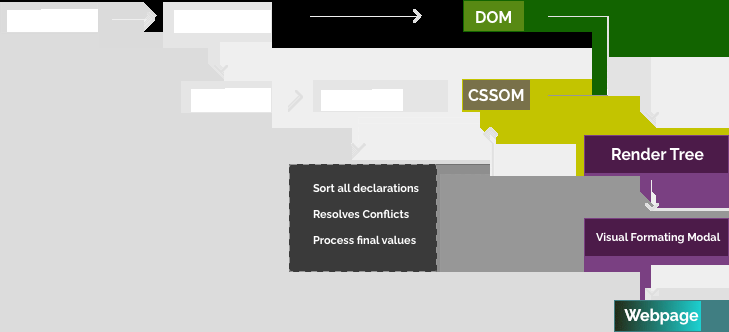 DOM
CSSOM
Render Tree
Sort all declarations
Resolves Conflicts
Process final values
Visual Formating Modal
Webpage